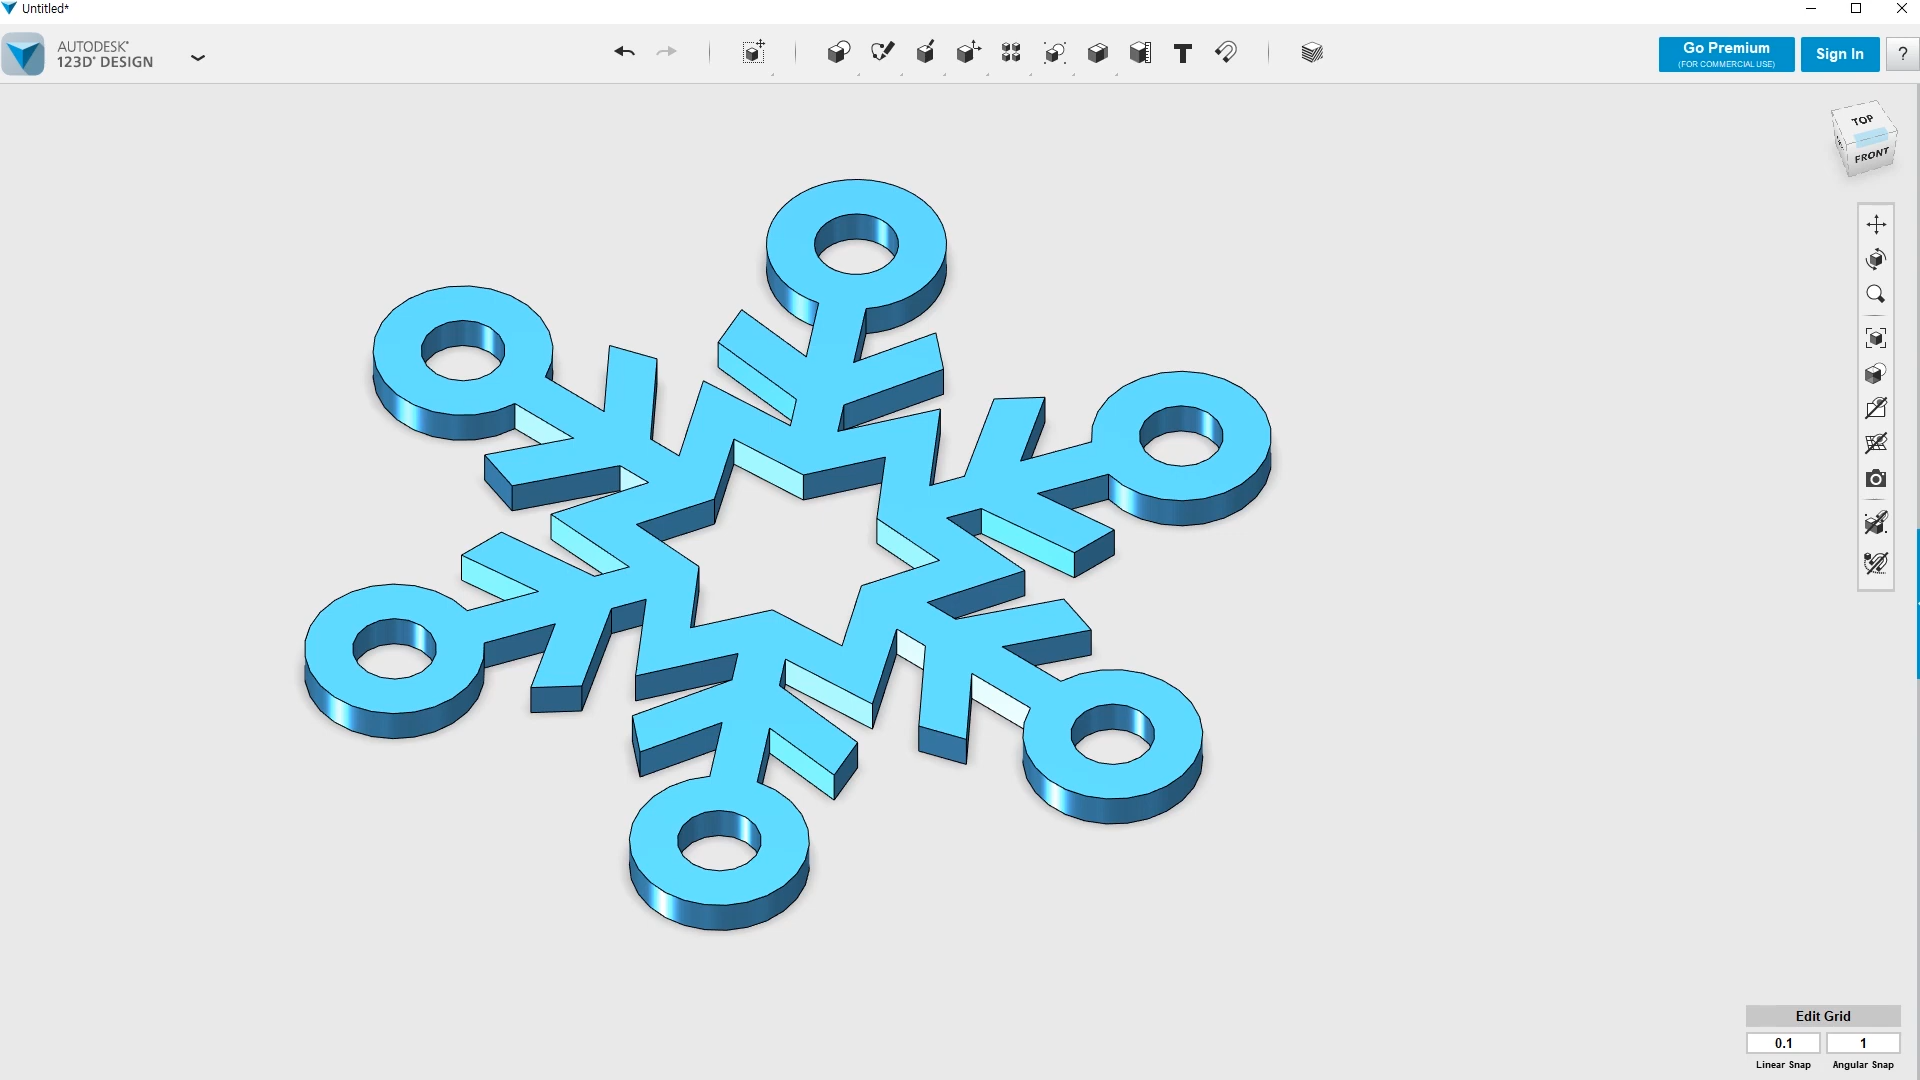 Untitled*
AUTODESK®
123D® DESIGN
T
Go Premium
(FOR COMMERCIAL USE)
Sign In
?
TOP
FRONT
Edit Grid
0.1
1
Linear Snap
Angular Snap